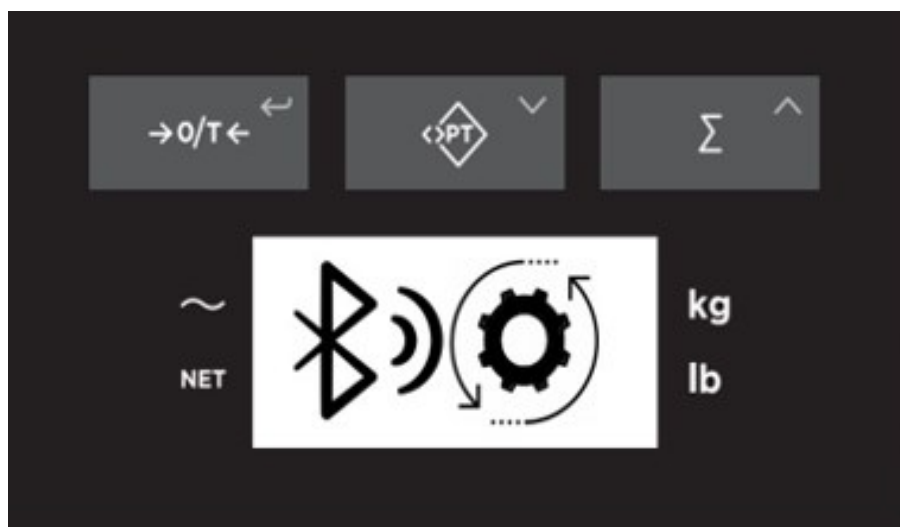 →0/T← <>PT Σ
~ kg
NET lb